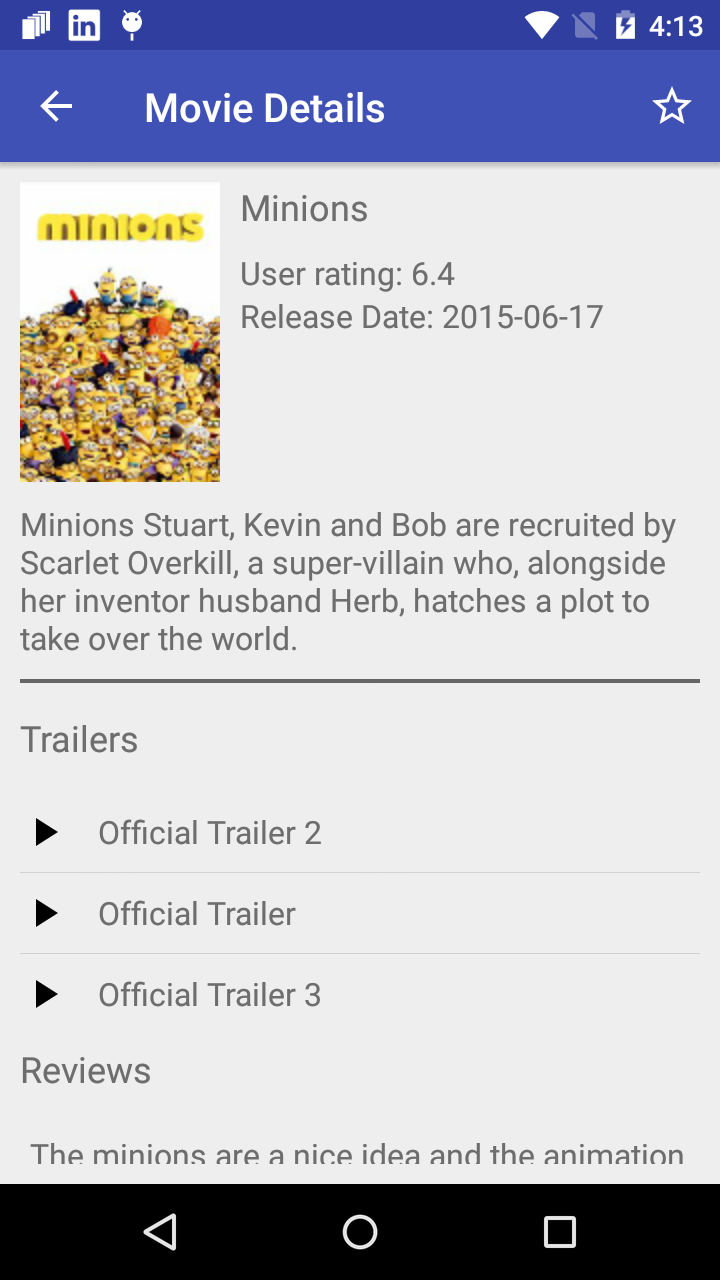 in
4:13
Movie Details
minions
Minions
User rating: 6.4
Release Date: 2015-06-17
Minions Stuart, Kevin and Bob are recruited by
Scarlet Overkill, a super-villain who, alongside
her inventor husband Herb, hatches a plot to
take over the world.
Trailers
Official Trailer 2
Official Trailer
Official Trailer 3
Reviews
The minions are a nice idea and the animation